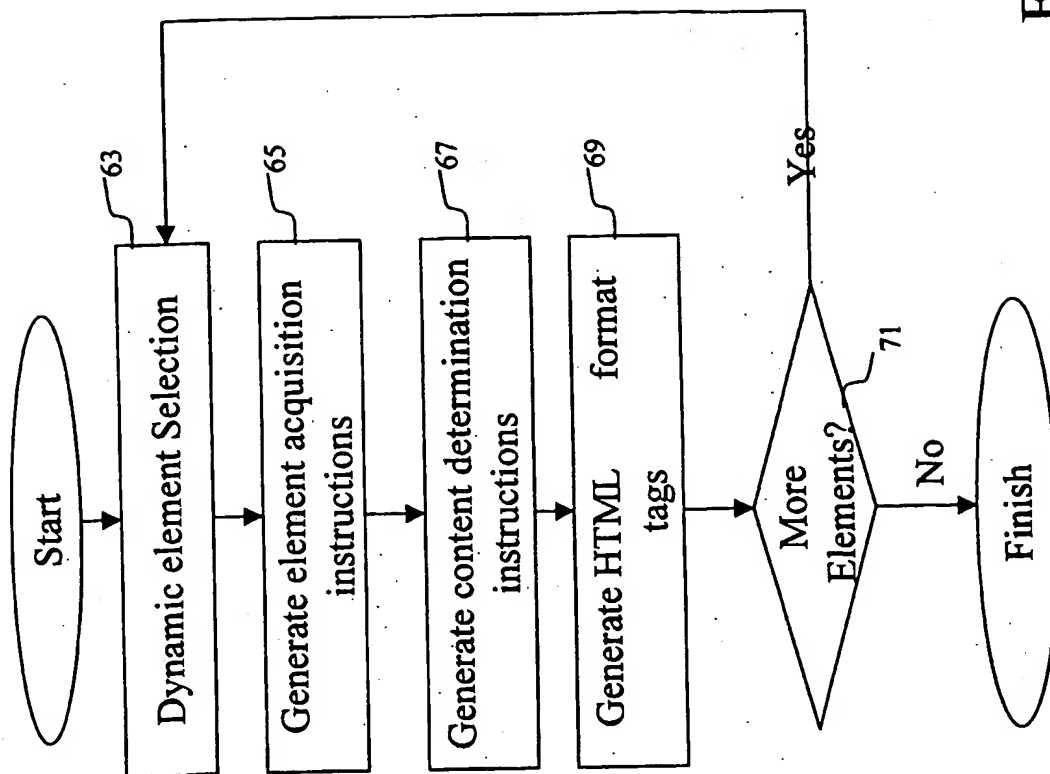 Start
63
Dynamic element Selection
65
Generate element acquisition
instructions
67
Generate content determination
instructions
69
Generate HTML format
tags
More
Elements?
71
Yes
No
Finish